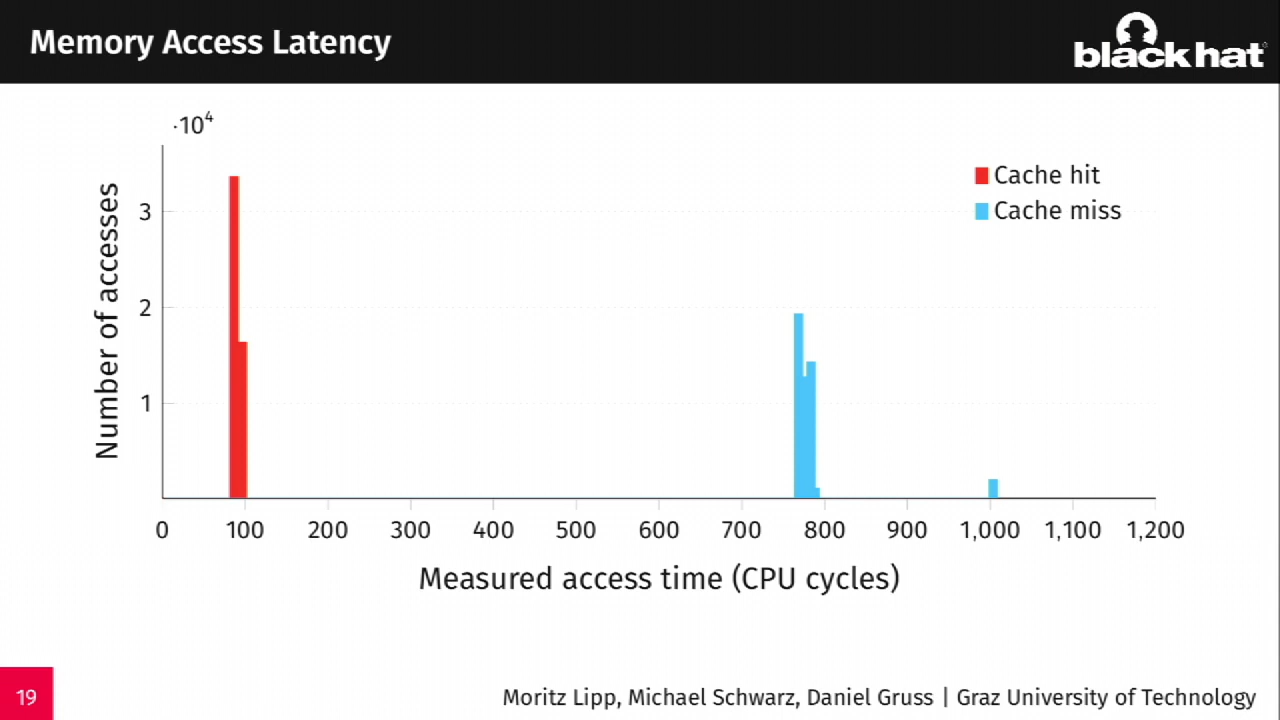 Memory Access Latency
black hat
·10⁴
Cache hit
Cache miss
3
2
1
Number of accesses
0 100 200 300 400 500 600 700 800 900 1,000 1,100 1,200
Measured access time (CPU cycles)
19
Moritz Lipp, Michael Schwarz, Daniel Gruss | Graz University of Technology